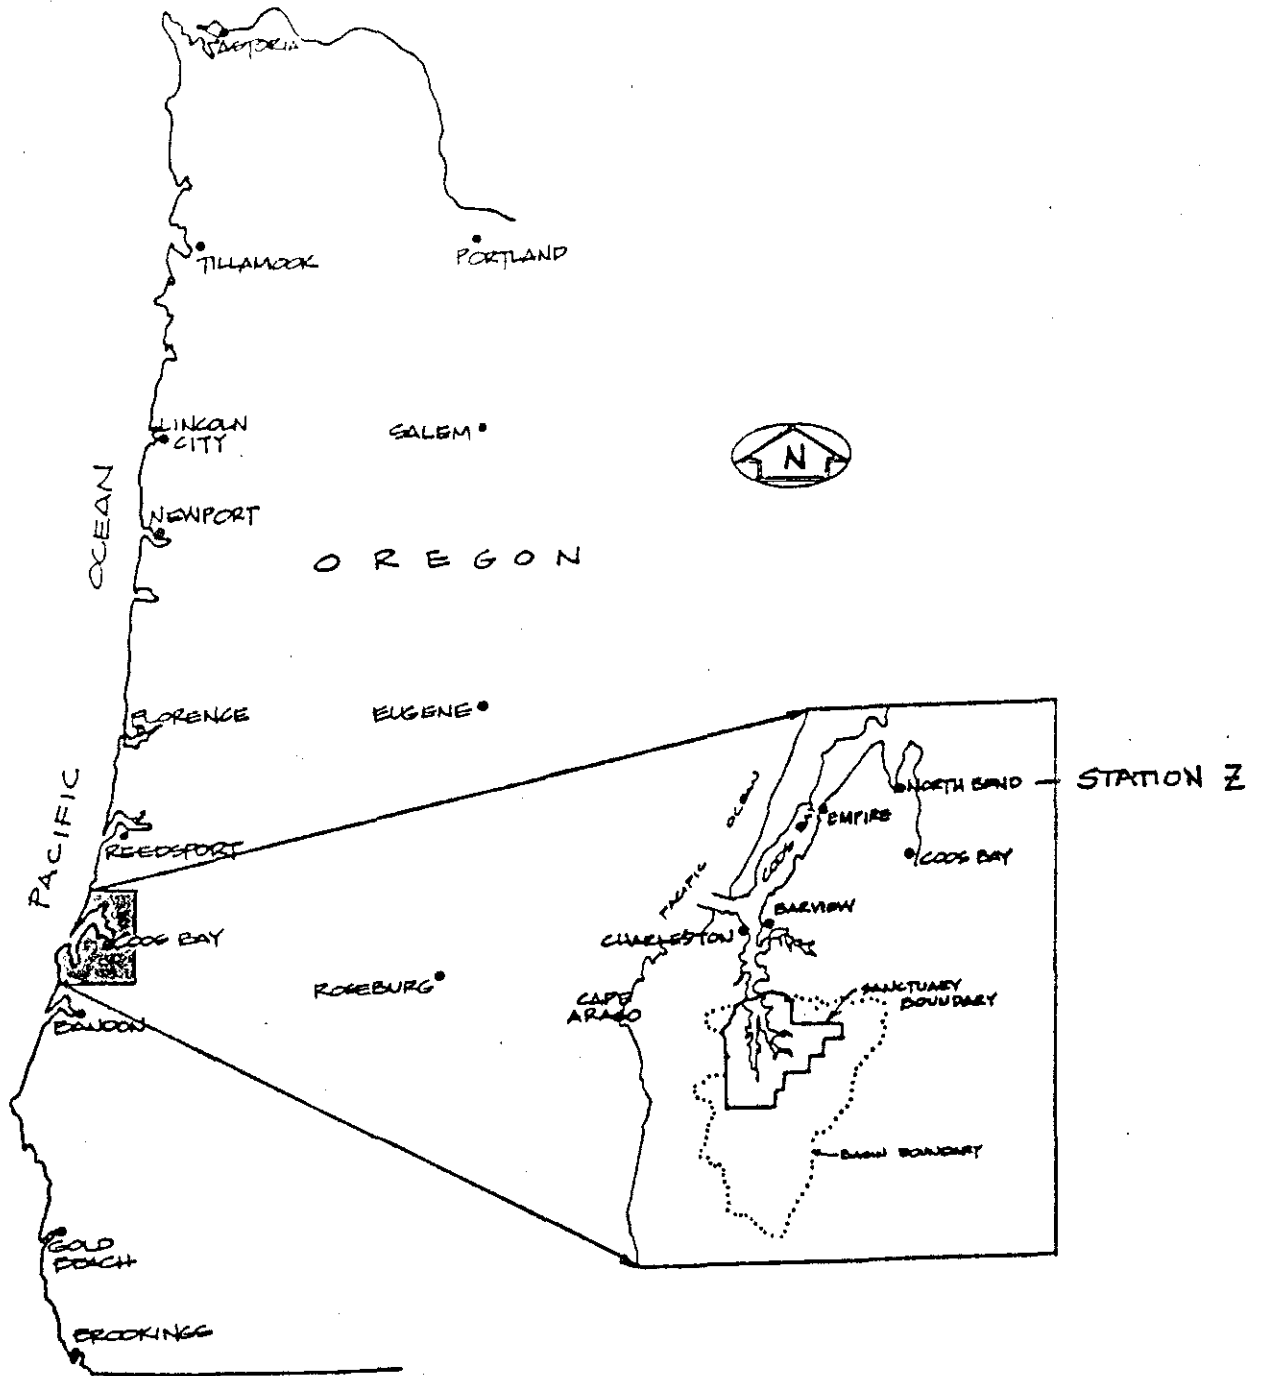 ASTORIA
TILLAMOOK
PORTLAND
LINCOLN
CITY
SALEM
N
NEWPORT
OCEAN
OREGON
FLORENCE
EUGENE
PACIFIC
REEDSPORT
COOS BAY
ROSEBURG
BANDON
GOLD
BEACH
BROOKINGS
OCEAN
PACIFIC
NORTH BEND — STATION Z
EMPIRE
COOS
COOS BAY
BARVIEW
CHARLESTON
CAPE
ARAGO
SANCTUARY
BOUNDARY
BASIN BOUNDARY